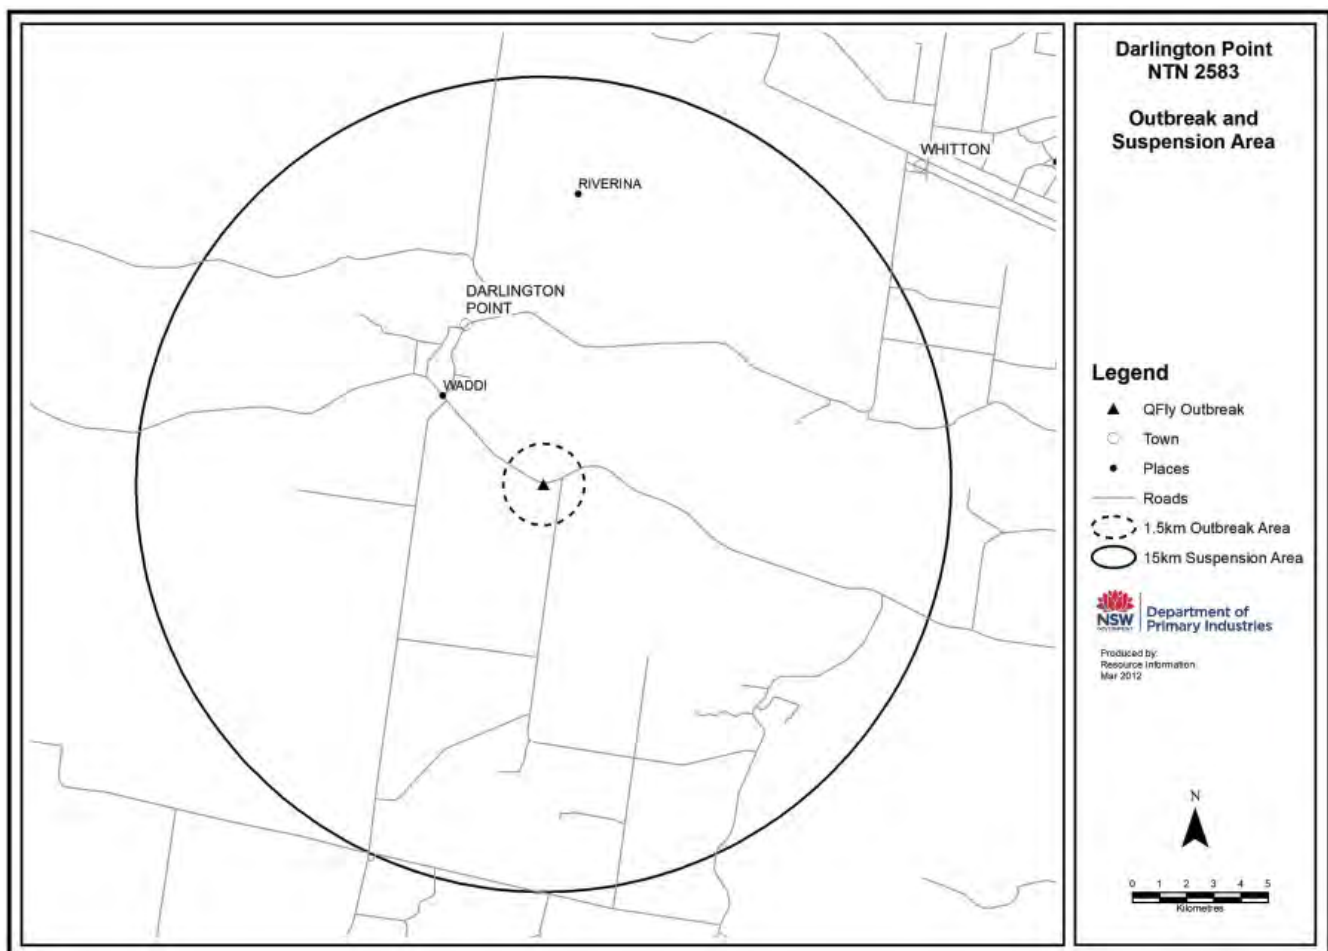 Darlington Point
NTN 2583
Outbreak and
Suspension Area
WHITTON
RIVERINA
DARLINGTON
POINT
WADDI
Legend
QFly Outbreak
Town
Places
Roads
1.5km Outbreak Area
15km Suspension Area
NSW
GOVERNMENT
Department of
Primary Industries
Produced by:
Resource Information
Mar 2012
N
0 1 2 3 4 5
Kilometres